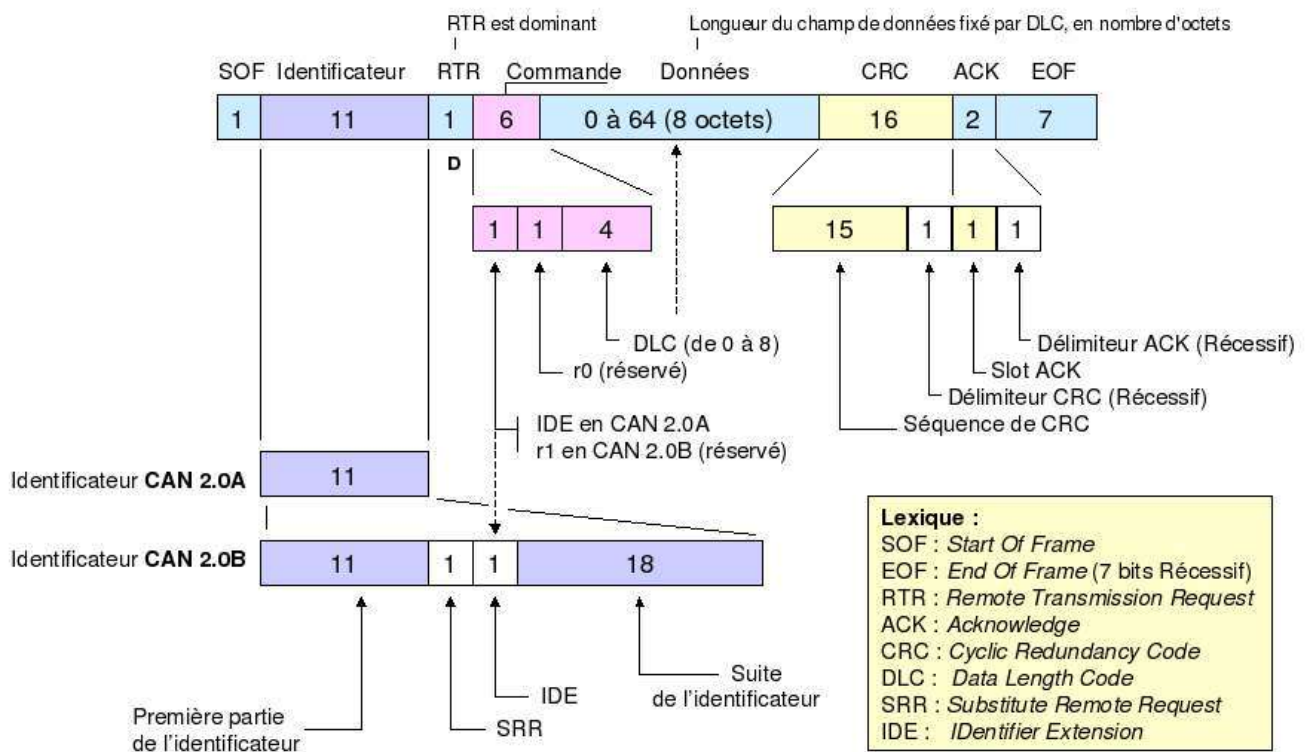 RTR est dominant
Longueur du champ de données fixé par DLC, en nombre d'octets
SOF Identificateur RTR Commande Données CRC ACK EOF
1 11 1 6 0 à 64 (8 octets) 16 2 7
D
1 1 4
15 1 1 1
DLC (de 0 à 8)
r0 (réservé)
IDE en CAN 2.0A
r1 en CAN 2.0B (réservé)
Délimiteur ACK (Récessif)
Slot ACK
Délimiteur CRC (Récessif)
Séquence de CRC
Identificateur CAN 2.0A
11
Identificateur CAN 2.0B
11 1 1 18
Première partie
de l'identificateur
SRR
IDE
Suite
de l'identificateur
Lexique :
SOF : Start Of Frame
EOF : End Of Frame (7 bits Récessif)
RTR : Remote Transmission Request
ACK : Acknowledge
CRC : Cyclic Redundancy Code
DLC : Data Length Code
SRR : Substitute Remote Request
IDE : IDentifier Extension